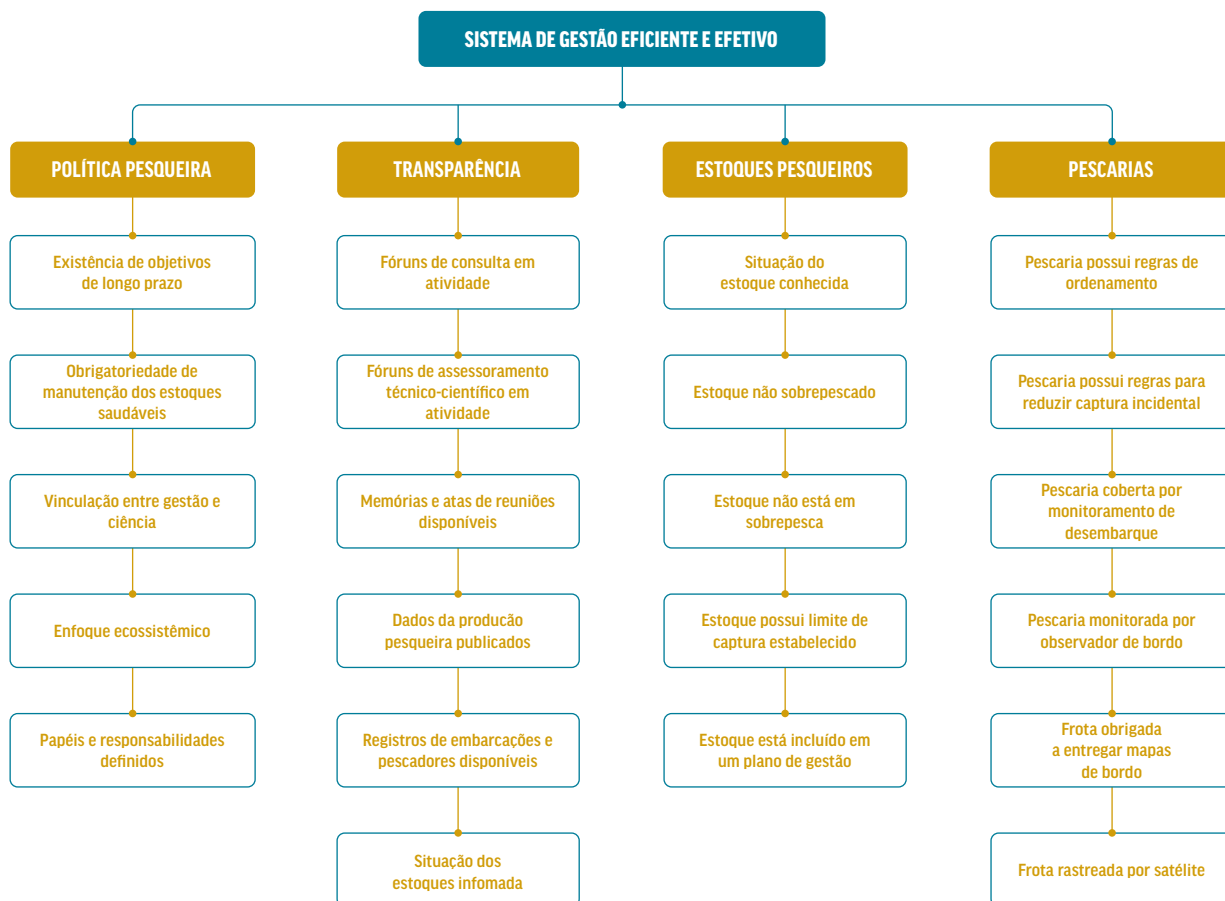 SISTEMA DE GESTÃO EFICIENTE E EFETIVO
POLÍTICA PESQUEIRA
Existência de objetivos
de longo prazo
Obrigatoriedade de
manutenção dos estoques
saudáveis
Vinculação entre gestão e
ciência
Enfoque ecossistêmico
Papéis e responsabilidades
definidos
TRANSPARÊNCIA
Fóruns de consulta em
atividade
Fóruns de assessoramento
técnico-científico em
atividade
Memórias e atas de reuniões
disponíveis
Dados da producão
pesqueira publicados
Registros de embarcações e
pescadores disponíveis
Situação dos
estoques infomada
ESTOQUES PESQUEIROS
Situação do
estoque conhecida
Estoque não sobrepescado
Estoque não está em
sobrepesca
Estoque possui limite de
captura estabelecido
Estoque está incluído em
um plano de gestão
PESCARIAS
Pescaria possui regras de
ordenamento
Pescaria possui regras para
reduzir captura incidental
Pescaria coberta por
monitoramento de
desembarque
Pescaria monitorada por
observador de bordo
Frota obrigada
a entregar mapas
de bordo
Frota rastreada por satélite